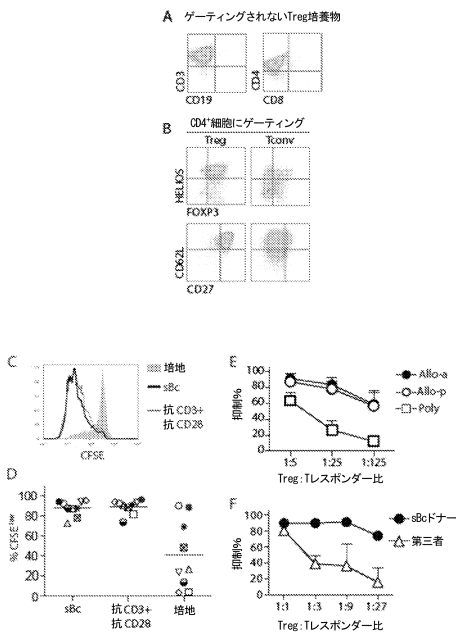 A ゲーティングされないTreg培養物
CD3
CD19
CD4
CD8
B CD4⁺細胞にゲーティング
Treg Tconv
HELIOS
FOXP3
CD62L
CD27
C
培地
sBc
抗CD3+
抗CD28
CFSE
D
% CFSElow
100
80
60
40
20
0
sBc 抗CD3+ 培地
抗CD28
E
抑制%
100
80
60
40
20
0
Allo-a
Allo-p
Poly
1:5 1:25 1:125
Treg:Tレスポンダー比
F
抑制%
100
80
60
40
20
0
sBcドナー
第三者
1:1 1:3 1:9 1:27
Treg:Tレスポンダー比